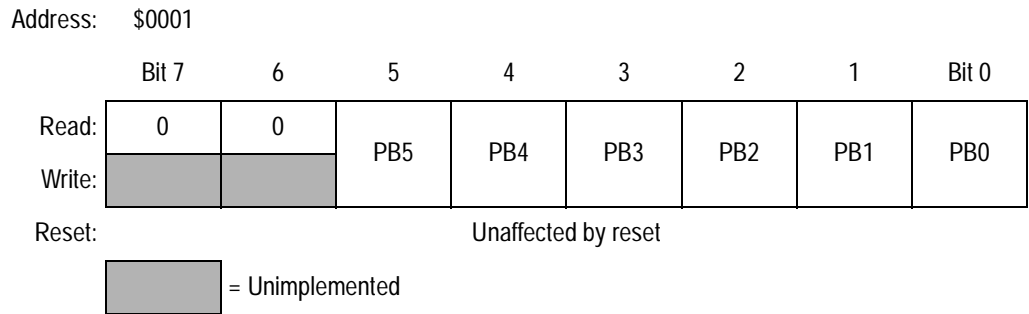 Address: $0001
Bit 7 6 5 4 3 2 1 Bit 0
Read: 0 0
PB5 PB4 PB3 PB2 PB1 PB0
Write:
Reset: Unaffected by reset
= Unimplemented